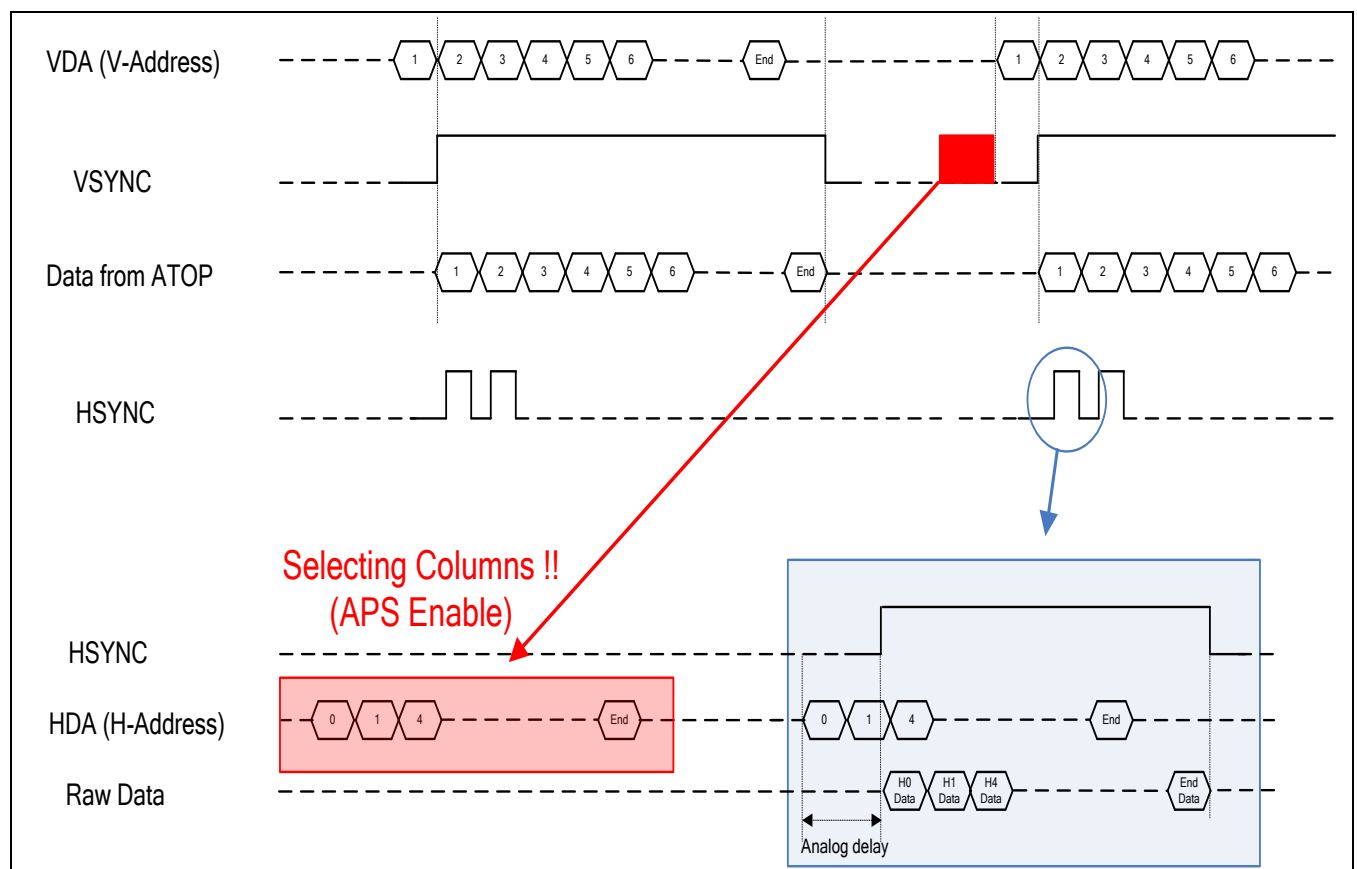 VDA (V-Address) 1 2 3 4 5 6 End 1 2 3 4 5 6
VSYNC
Data from ATOP 1 2 3 4 5 6 End 1 2 3 4 5 6
HSYNC
Selecting Columns !!
(APS Enable)
HSYNC
HDA (H-Address) 0 1 4 End 0 1 4 End
Raw Data H0 Data H1 Data H4 Data End Data
Analog delay